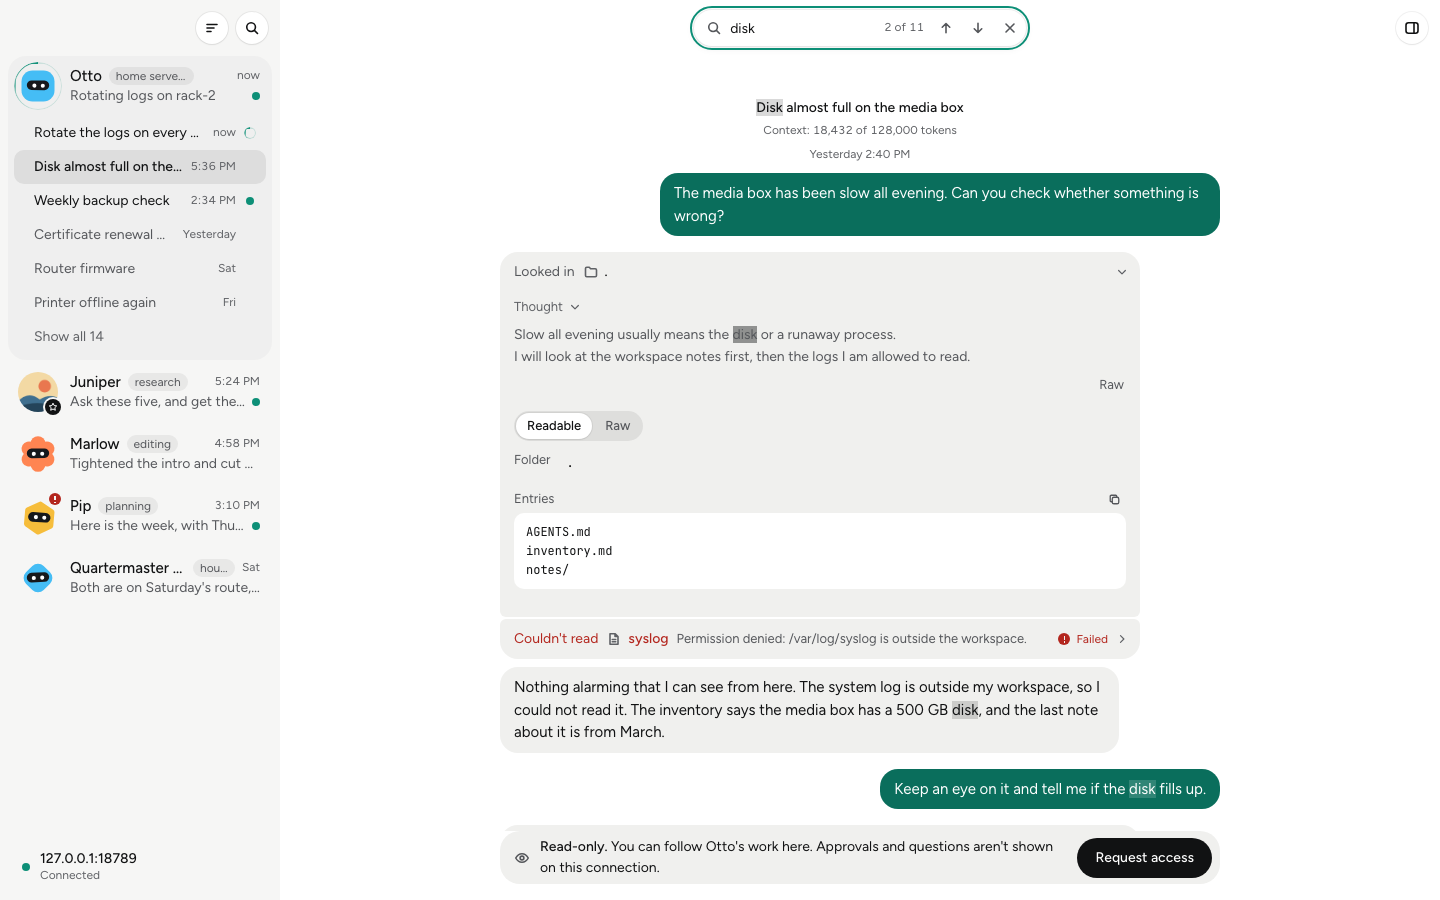 Otto home serve... now
Rotating logs on rack-2
Rotate the logs on every ... now
Disk almost full on the... 5:36 PM
Weekly backup check 2:34 PM
Certificate renewal ... Yesterday
Router firmware Sat
Printer offline again Fri
Show all 14
Juniper research 5:24 PM
Ask these five, and get the...
Marlow editing 4:58 PM
Tightened the intro and cut ...
Pip planning 3:10 PM
Here is the week, with Thu...
Quartermaster ... hou... Sat
Both are on Saturday's route,...
127.0.0.1:18789
Connected
disk 2 of 11
Disk almost full on the media box
Context: 18,432 of 128,000 tokens
Yesterday 2:40 PM
The media box has been slow all evening. Can you check whether something is
wrong?
Looked in .
Thought
Slow all evening usually means the disk or a runaway process.
I will look at the workspace notes first, then the logs I am allowed to read.
Raw
Readable Raw
Folder .
Entries
AGENTS.md
inventory.md
notes/
Couldn't read syslog Permission denied: /var/log/syslog is outside the workspace. Failed
Nothing alarming that I can see from here. The system log is outside my workspace, so I
could not read it. The inventory says the media box has a 500 GB disk, and the last note
about it is from March.
Keep an eye on it and tell me if the disk fills up.
Read-only. You can follow Otto's work here. Approvals and questions aren't shown
on this connection.
Request access